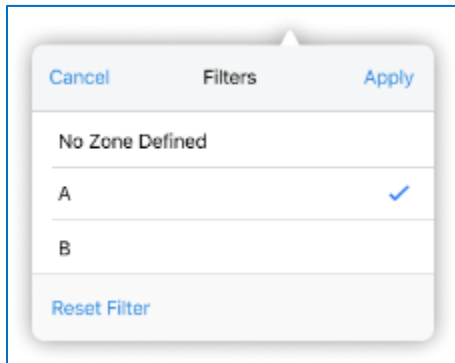 Cancel Filters Apply
No Zone Defined
A
B
Reset Filter